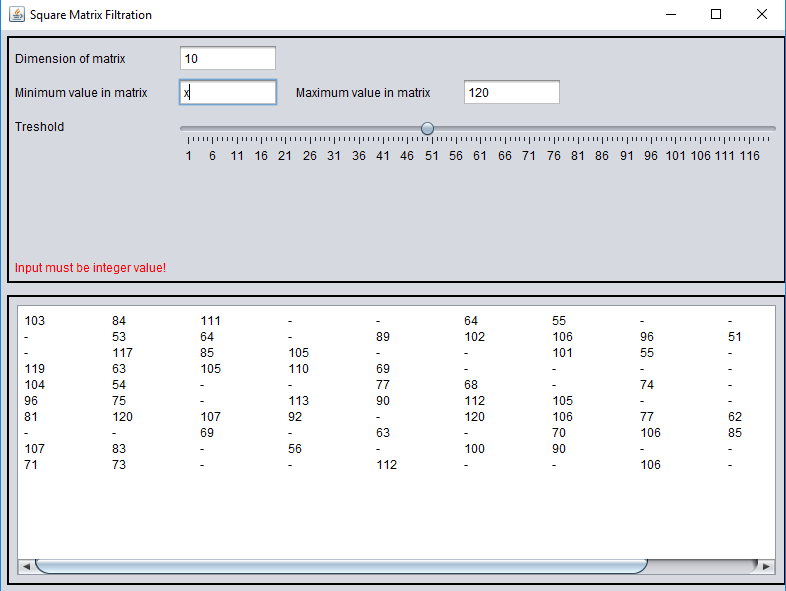 Square Matrix Filtration
Dimension of matrix 10
Minimum value in matrix x Maximum value in matrix 120
Treshold
1 6 11 16 21 26 31 36 41 46 51 56 61 66 71 76 81 86 91 96 101 106 111 116
Input must be integer value!
103 84 111 - - 64 55 - -
- 53 64 - 89 102 106 96 51
- 117 85 105 - - 101 55 -
119 63 105 110 69 - - - -
104 54 - - 77 68 - 74 -
96 75 - 113 90 112 105 - -
81 120 107 92 - 120 106 77 62
- - 69 - 63 - 70 106 85
107 83 - 56 - 100 90 - -
71 73 - - 112 - - 106 -